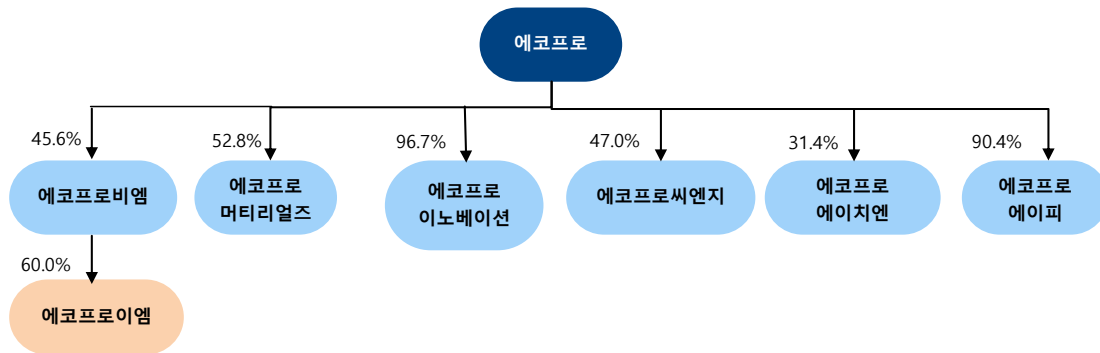 에코프로
45.6%
52.8%
96.7%
47.0%
31.4%
90.4%
에코프로비엠
에코프로
머티리얼즈
에코프로
이노베이션
에코프로씨엔지
에코프로
에이치엔
에코프로
에이피
60.0%
에코프로이엠